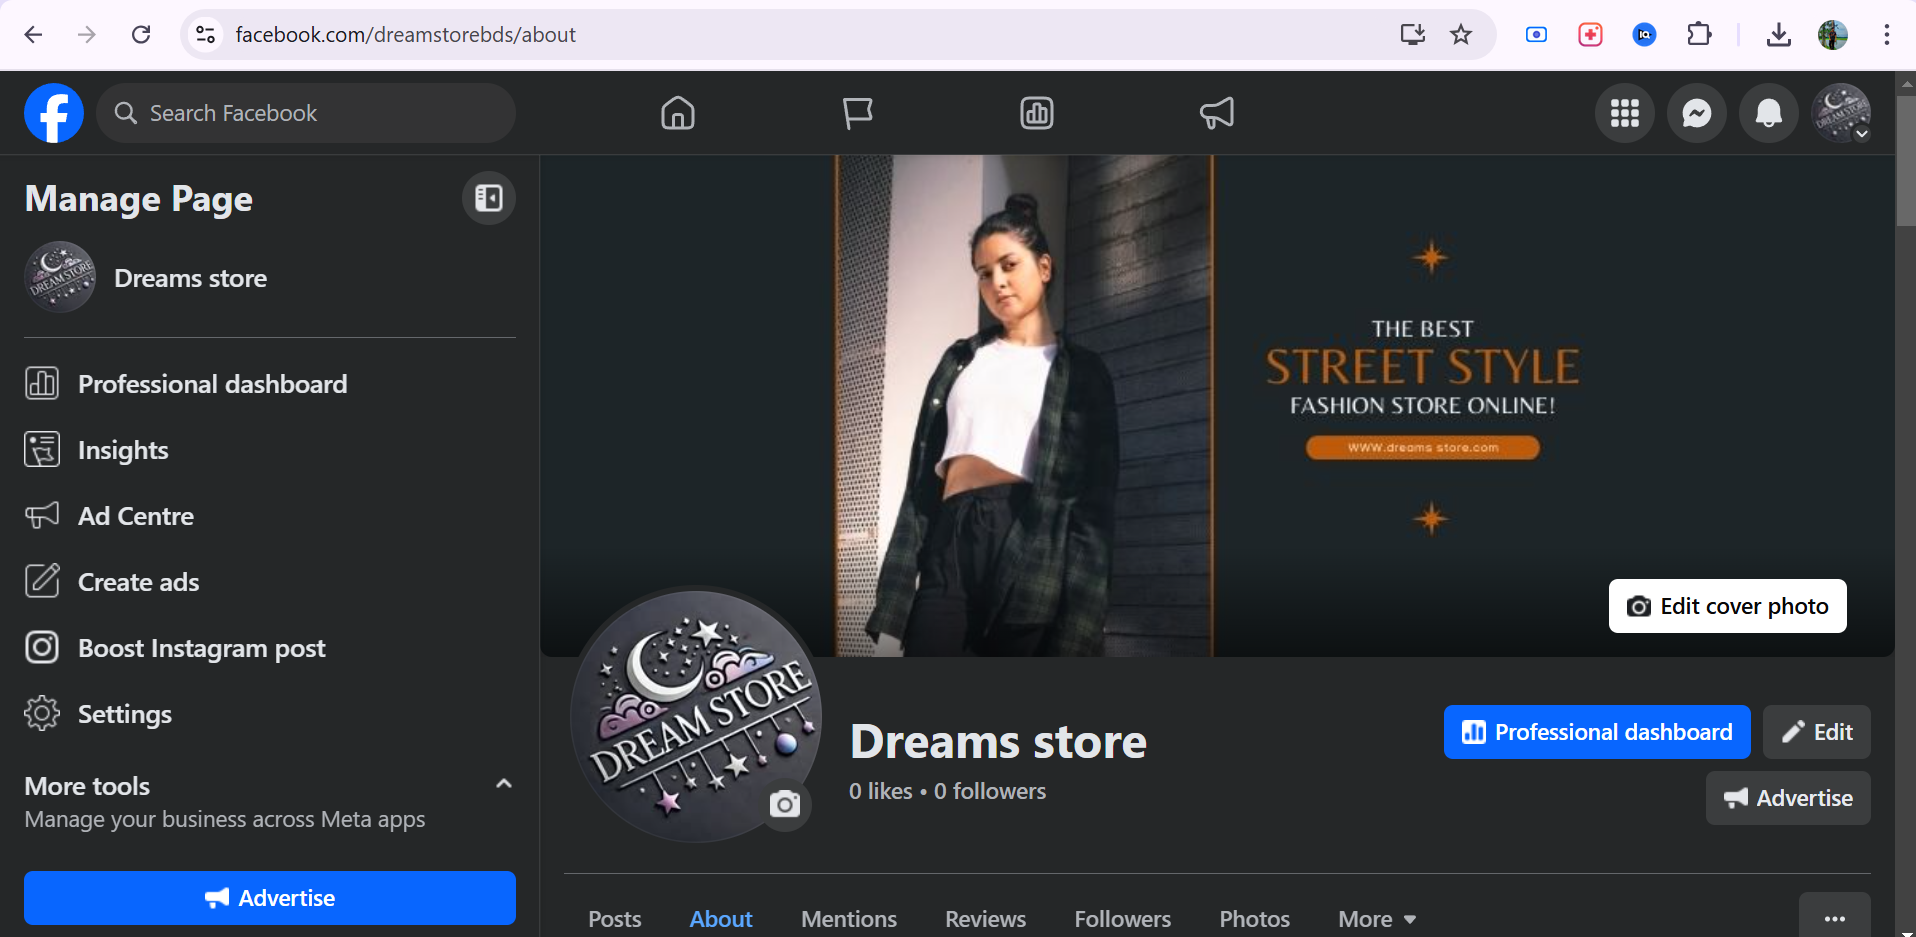 facebook.com/dreamstorebds/about
Search Facebook
Manage Page
Dreams store
Professional dashboard
Insights
Ad Centre
Create ads
Boost Instagram post
Settings
More tools
Manage your business across Meta apps
Advertise
THE BEST
STREET STYLE
FASHION STORE ONLINE!
WWW.dreams store.com
Edit cover photo
DREAM STORE
Dreams store
0 likes • 0 followers
Professional dashboard
Edit
Advertise
Posts
About
Mentions
Reviews
Followers
Photos
More